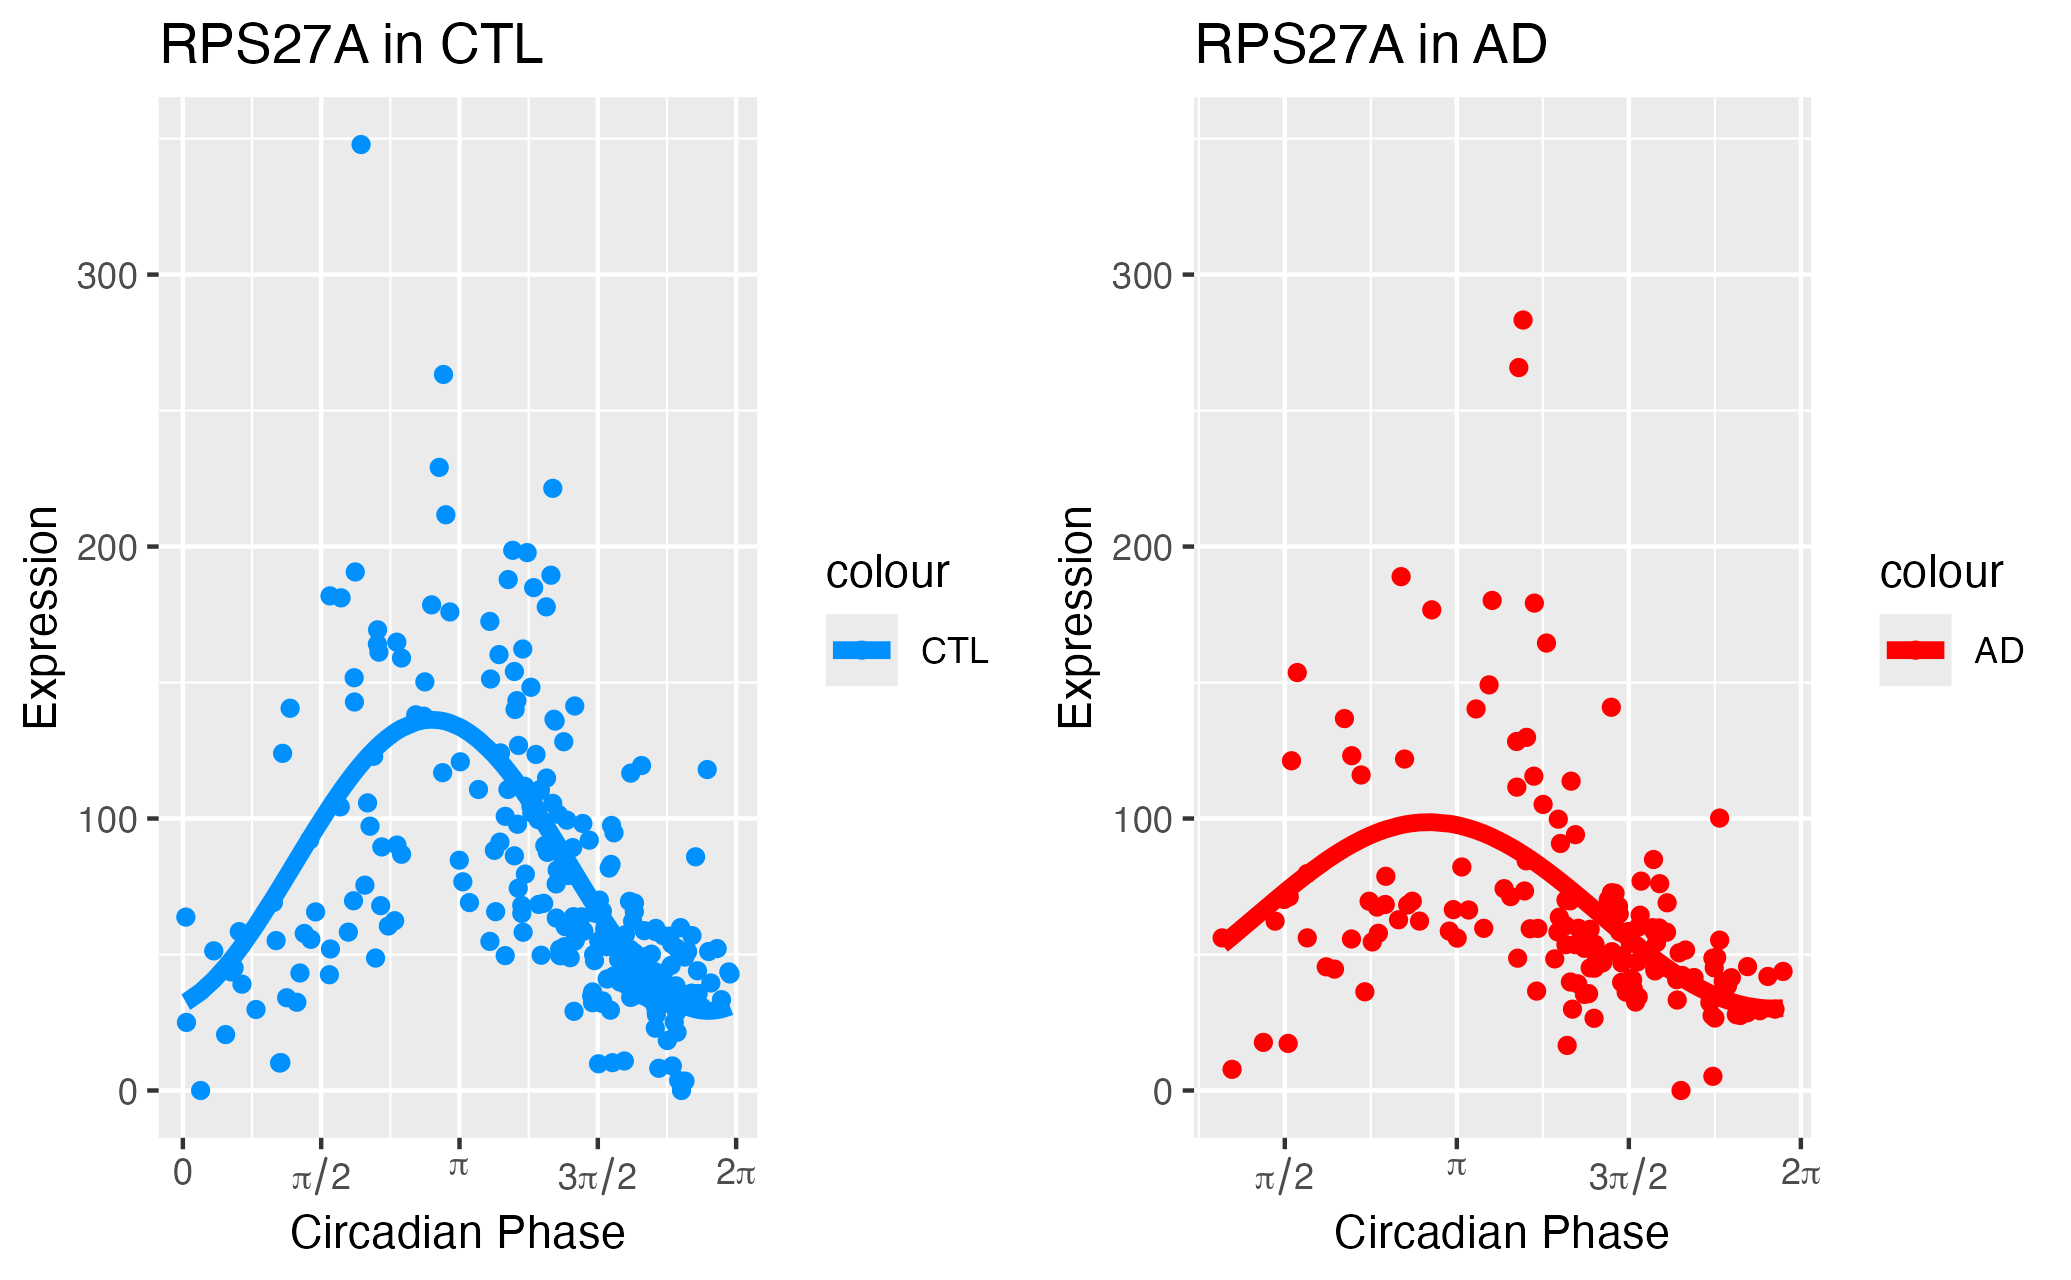 RPS27A in CTL
Expression
300
200
100
0
0 π/2 π 3π/2 2π
Circadian Phase
colour
CTL
RPS27A in AD
Expression
300
200
100
0
π/2 π 3π/2 2π
Circadian Phase
colour
AD